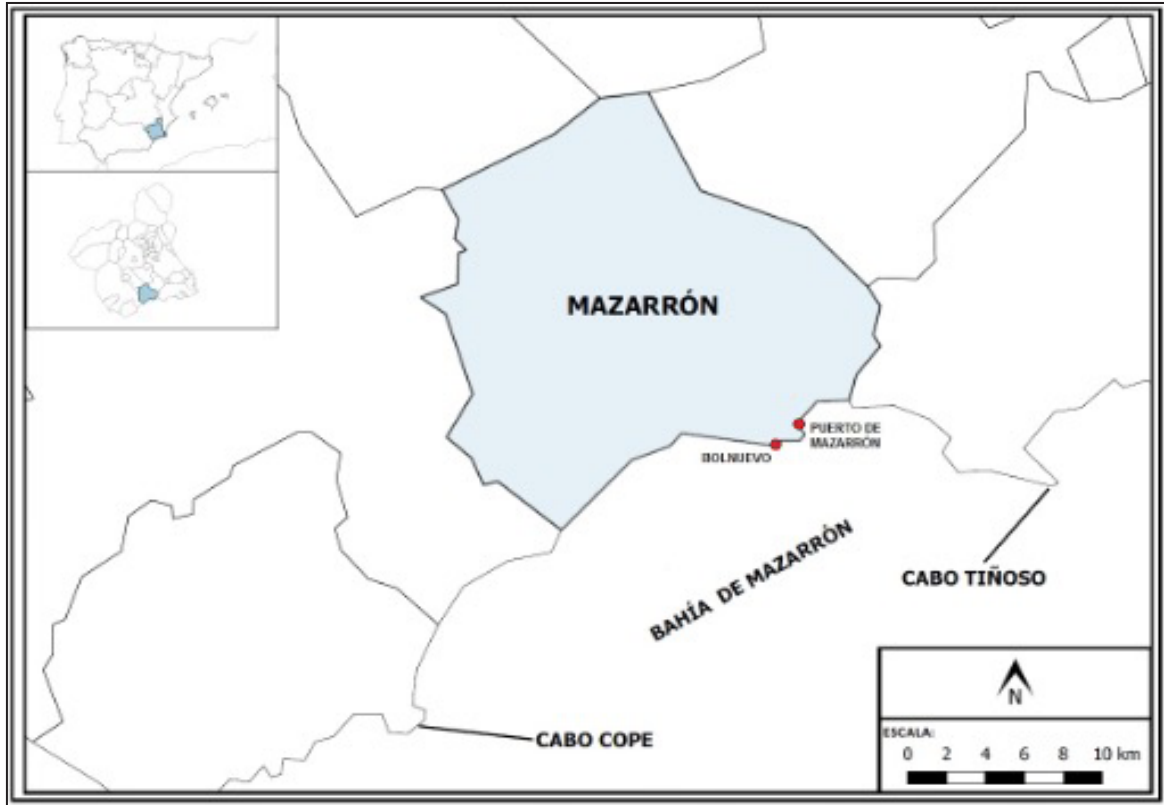 MAZARRÓN
PUERTO DE
MAZARRÓN
BOLNUEVO
BAHÍA DE MAZARRÓN
CABO TIÑOSO
CABO COPE
N
ESCALA:
0 2 4 6 8 10 km